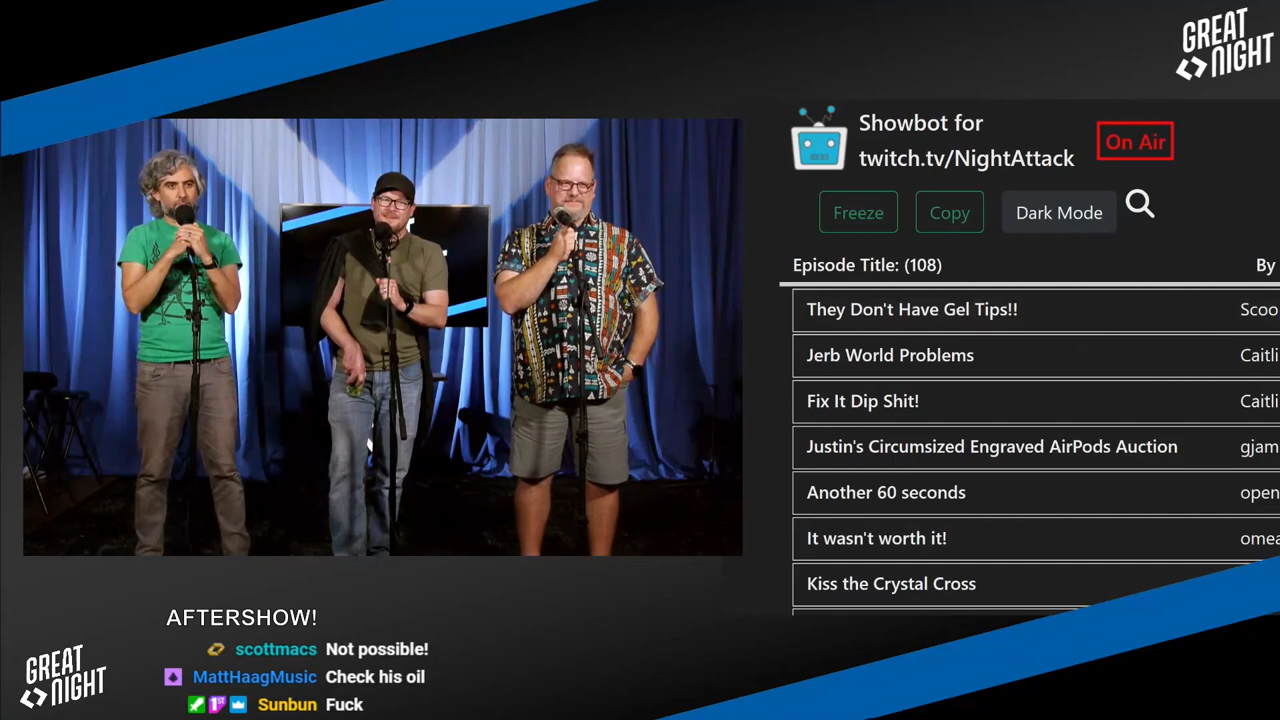 GREAT
NIGHT
Showbot for
twitch.tv/NightAttack
On Air
Freeze
Copy
Dark Mode
Episode Title: (108)
By
They Don't Have Gel Tips!!
Scoo
Jerb World Problems
Caitli
Fix It Dip Shit!
Caitli
Justin's Circumsized Engraved AirPods Auction
gjam
Another 60 seconds
open
It wasn't worth it!
omea
Kiss the Crystal Cross
AFTERSHOW!
scottmacs Not possible!
MattHaagMusic Check his oil
1ST Sunbun Fuck
GREAT
NIGHT